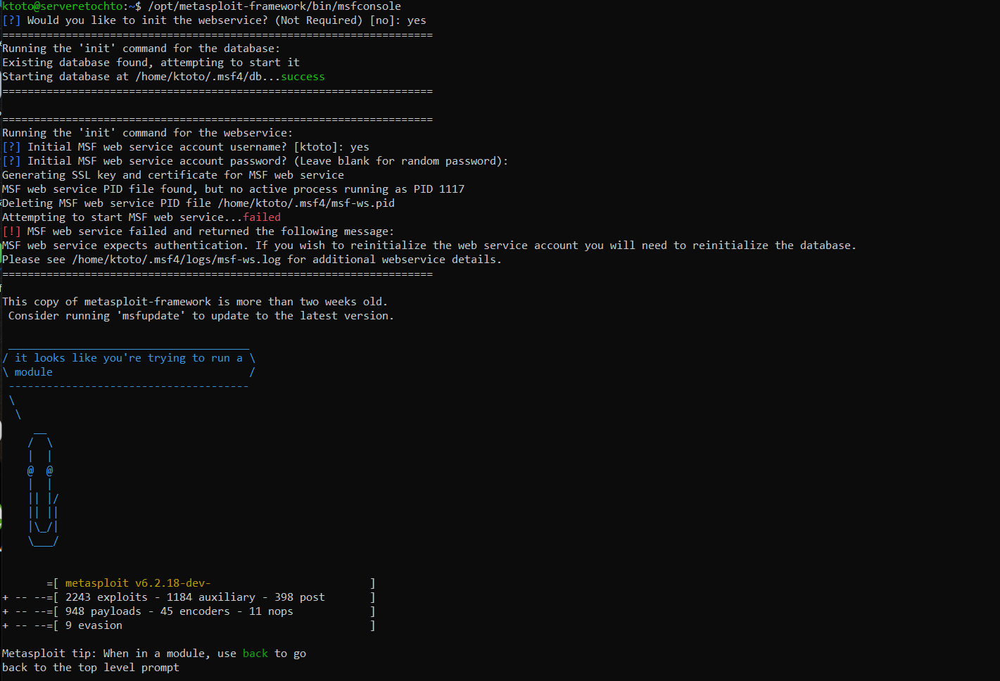 ktoto@serveretochto:~$ /opt/metasploit-framework/bin/msfconsole
[?] Would you like to init the webservice? (Not Required) [no]: yes
====================================================================
Running the 'init' command for the database:
Existing database found, attempting to start it
Starting database at /home/ktoto/.msf4/db...success
====================================================================
====================================================================
Running the 'init' command for the webservice:
[?] Initial MSF web service account username? [ktoto]: yes
[?] Initial MSF web service account password? (Leave blank for random password):
Generating SSL key and certificate for MSF web service
MSF web service PID file found, but no active process running as PID 1117
Deleting MSF web service PID file /home/ktoto/.msf4/msf-ws.pid
Attempting to start MSF web service...failed
[!] MSF web service failed and returned the following message:
MSF web service expects authentication. If you wish to reinitialize the web service account you will need to reinitialize the database.
Please see /home/ktoto/.msf4/logs/msf-ws.log for additional webservice details.
====================================================================
This copy of metasploit-framework is more than two weeks old.
 Consider running 'msfupdate' to update to the latest version.
 ______________________________________
/ it looks like you're trying to run a \
\ module                               /
 --------------------------------------
 \
  \
     __
    /  \
    |  |
    @  @
    |  |
    || |/
    || ||
    |\_/|
    \___/
       =[ metasploit v6.2.18-dev-                         ]
+ -- --=[ 2243 exploits - 1184 auxiliary - 398 post       ]
+ -- --=[ 948 payloads - 45 encoders - 11 nops            ]
+ -- --=[ 9 evasion                                       ]
Metasploit tip: When in a module, use back to go
back to the top level prompt